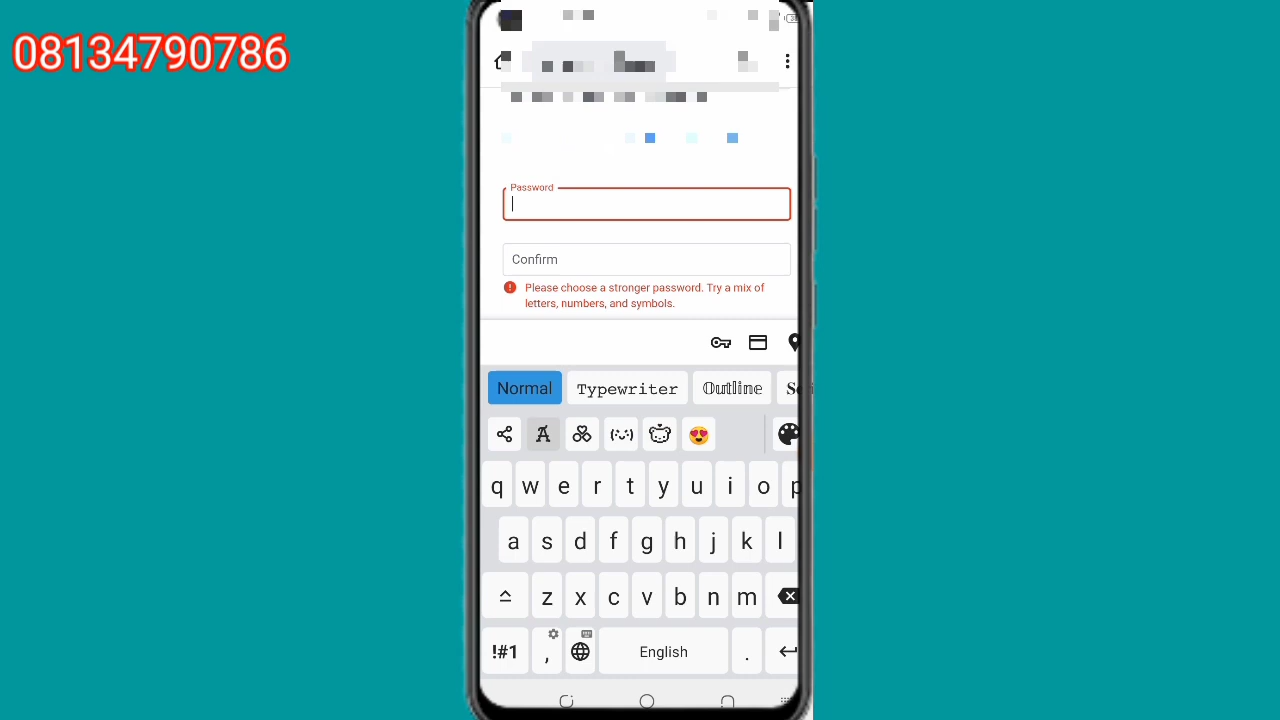 08134790786
Password
Confirm
Please choose a stronger password. Try a mix of
letters, numbers, and symbols.
Normal Typewriter 𝕆𝕦𝕥𝕝𝕚𝕟𝕖
q w e r t y u i o p
a s d f g h j k l
z x c v b n m
!#1 , English .